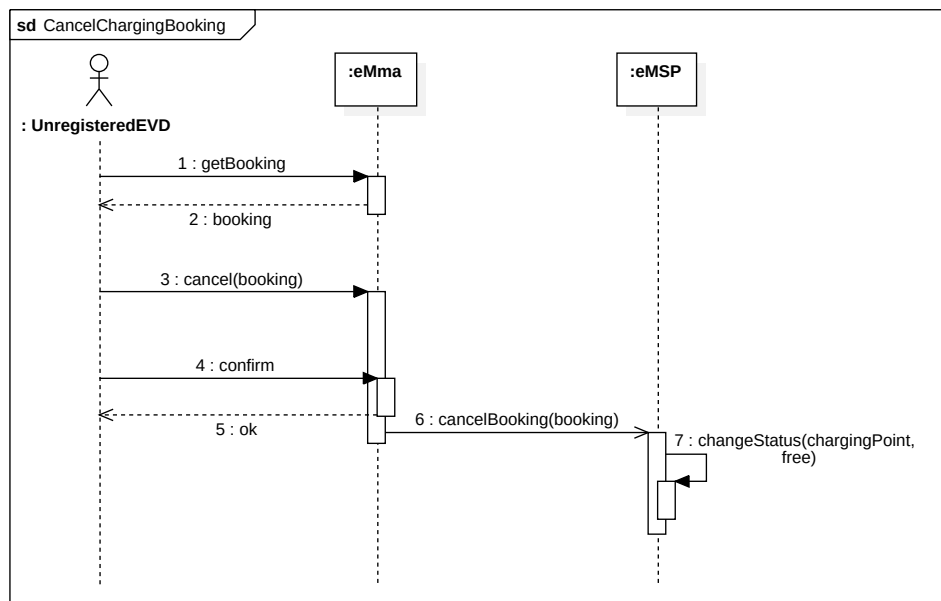 sd CancelChargingBooking
:eMma
:eMSP
: UnregisteredEVD
1 : getBooking
2 : booking
3 : cancel(booking)
4 : confirm
5 : ok
6 : cancelBooking(booking)
7 : changeStatus(chargingPoint,
free)